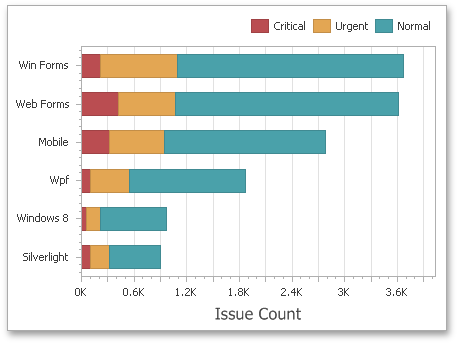 Critical Urgent Normal
Win Forms
Web Forms
Mobile
Wpf
Windows 8
Silverlight
0K 0.6K 1.2K 1.8K 2.4K 3K 3.6K
Issue Count